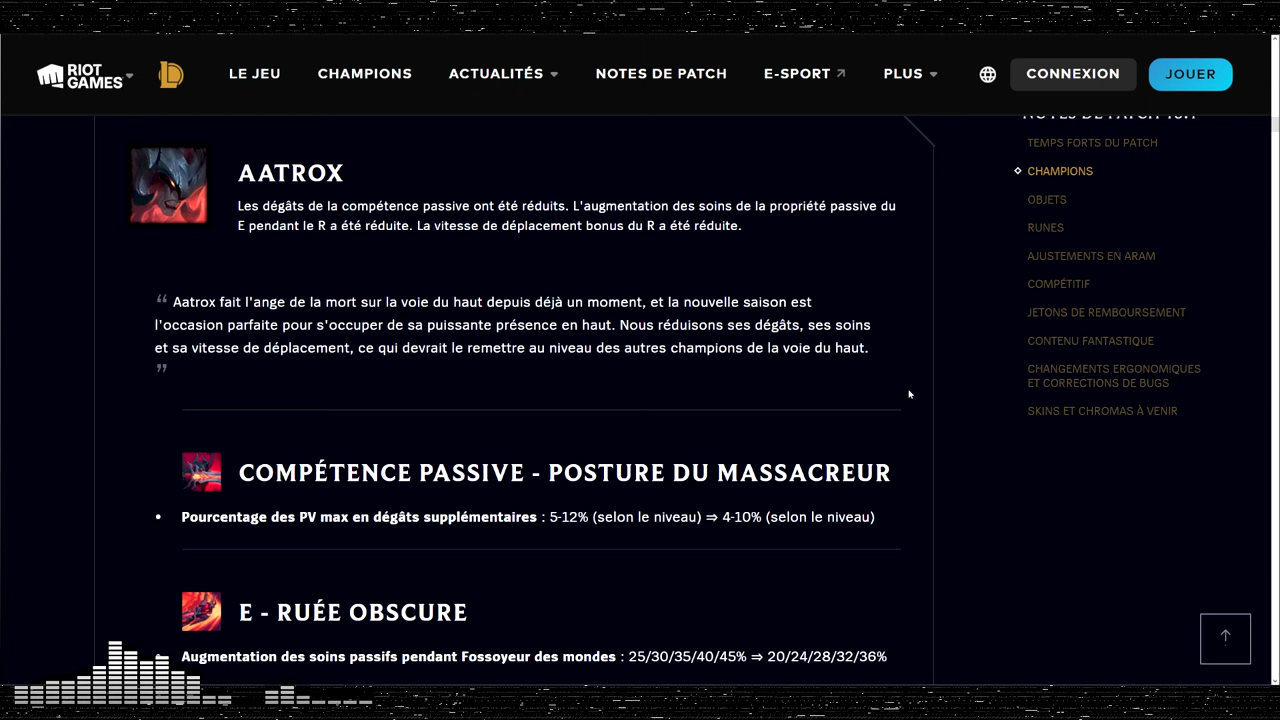 RIOT GAMES
LE JEU
CHAMPIONS
ACTUALITÉS
NOTES DE PATCH
E-SPORT
PLUS
CONNEXION
JOUER
AATROX
Les dégâts de la compétence passive ont été réduits. L'augmentation des soins de la propriété passive du
E pendant le R a été réduite. La vitesse de déplacement bonus du R a été réduite.
“ Aatrox fait l'ange de la mort sur la voie du haut depuis déjà un moment, et la nouvelle saison est
l'occasion parfaite pour s'occuper de sa puissante présence en haut. Nous réduisons ses dégâts, ses soins
et sa vitesse de déplacement, ce qui devrait le remettre au niveau des autres champions de la voie du haut.
”
COMPÉTENCE PASSIVE - POSTURE DU MASSACREUR
• Pourcentage des PV max en dégâts supplémentaires : 5-12% (selon le niveau) ⇒ 4-10% (selon le niveau)
E - RUÉE OBSCURE
Augmentation des soins passifs pendant Fossoyeur des mondes : 25/30/35/40/45% ⇒ 20/24/28/32/36%
NOTES DE PATCH
TEMPS FORTS DU PATCH
CHAMPIONS
OBJETS
RUNES
AJUSTEMENTS EN ARAM
COMPÉTITIF
JETONS DE REMBOURSEMENT
CONTENU FANTASTIQUE
CHANGEMENTS ERGONOMIQUES
ET CORRECTIONS DE BUGS
SKINS ET CHROMAS À VENIR